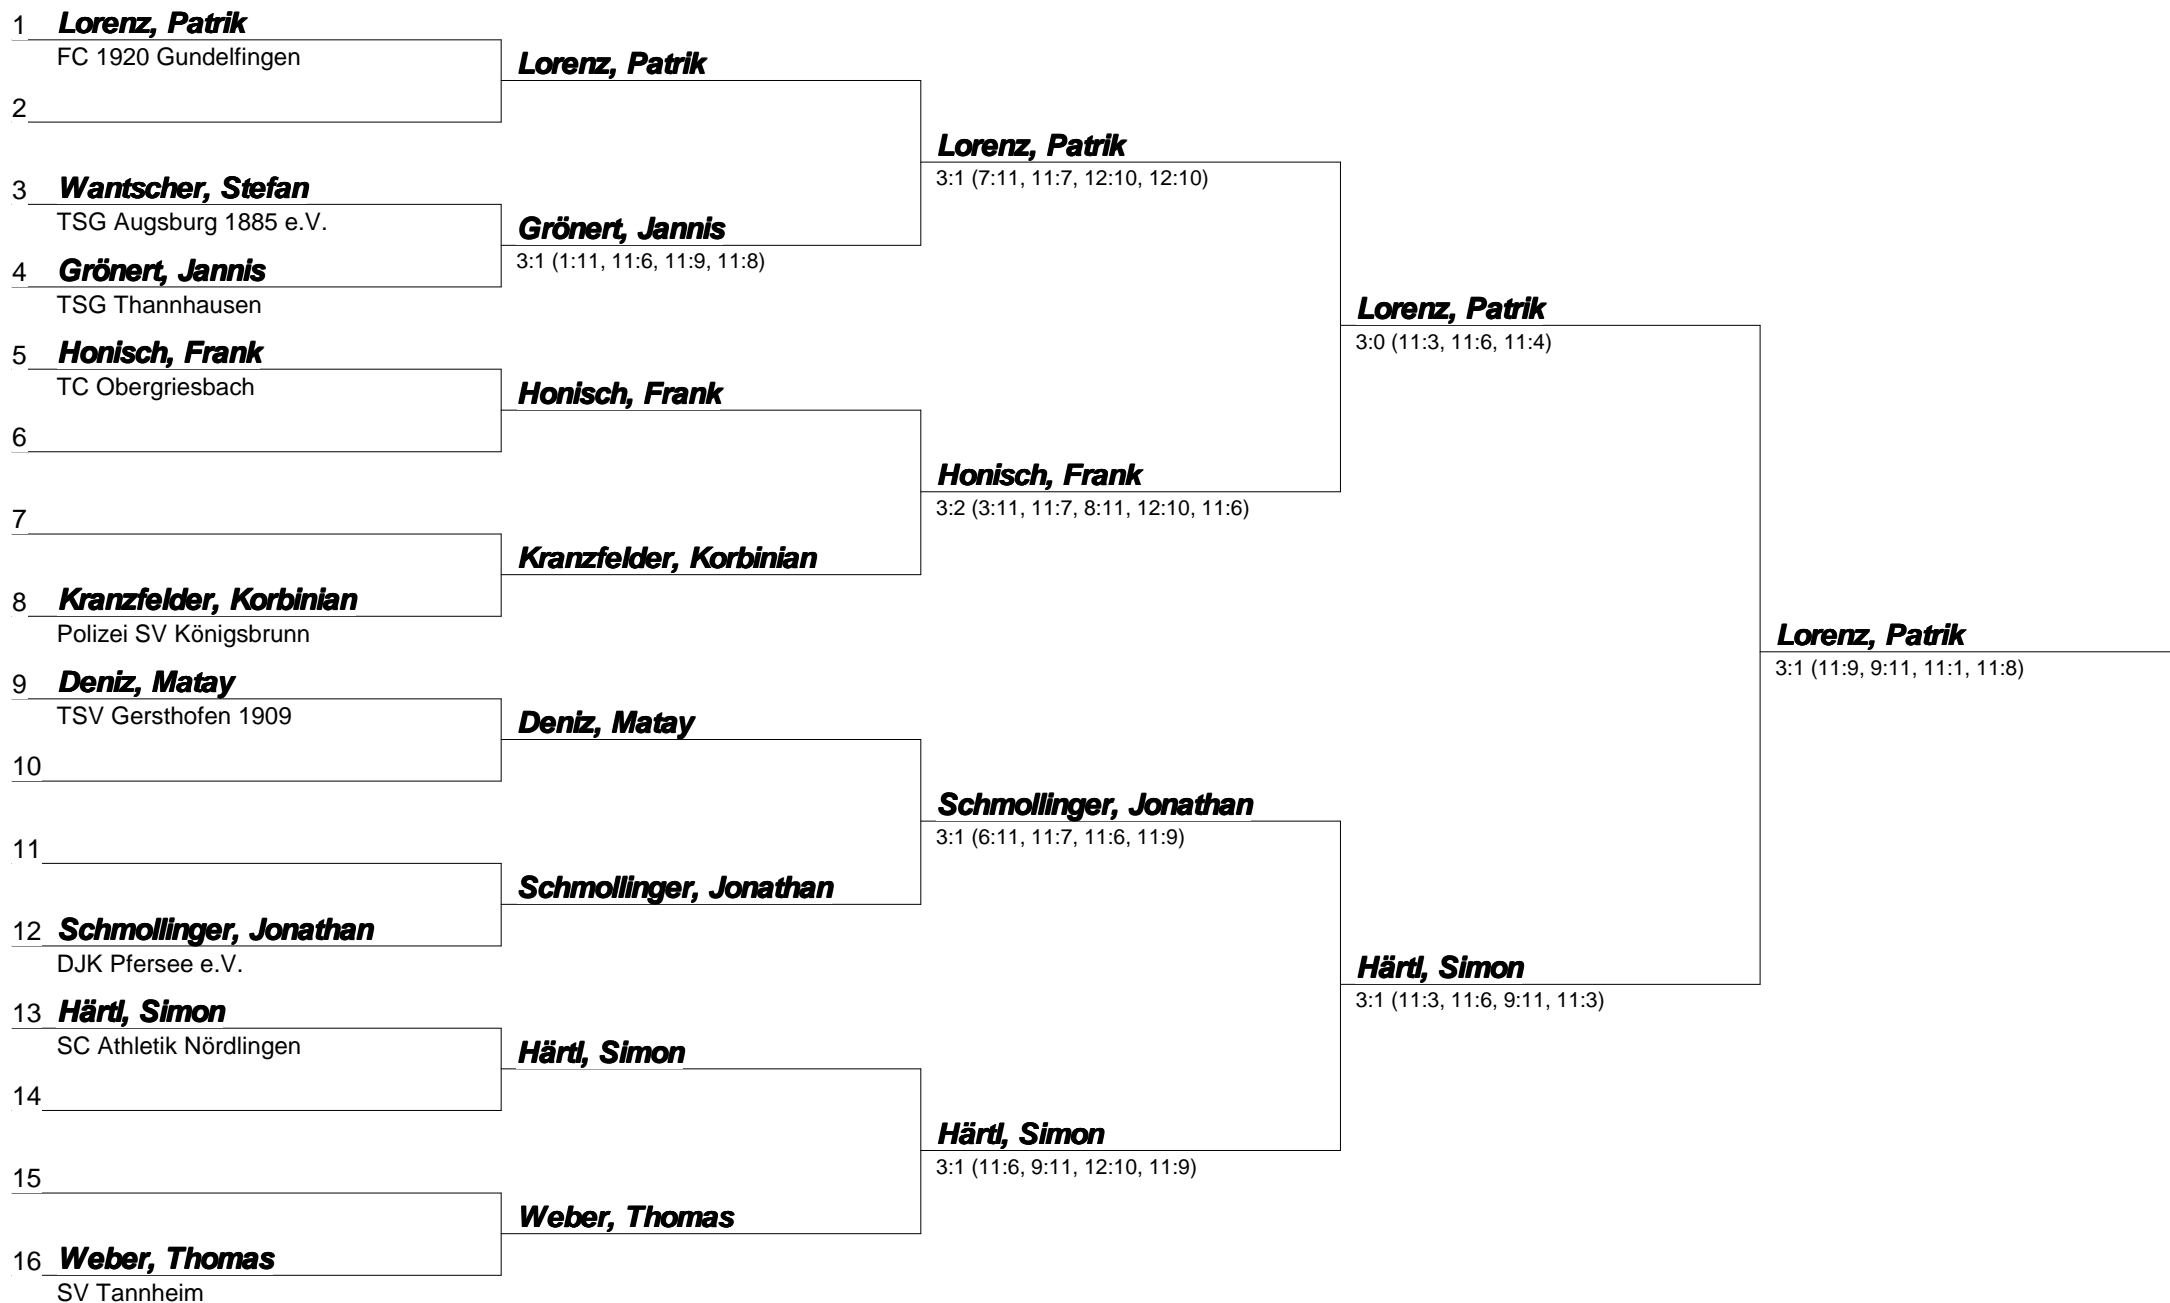 1 Lorenz, Patrik
FC 1920 Gundelfingen
Lorenz, Patrik
2
Lorenz, Patrik
3:1 (7:11, 11:7, 12:10, 12:10)
3 Wantscher, Stefan
TSG Augsburg 1885 e.V.
Grönert, Jannis
3:1 (1:11, 11:6, 11:9, 11:8)
4 Grönert, Jannis
TSG Thannhausen
Lorenz, Patrik
3:0 (11:3, 11:6, 11:4)
5 Honisch, Frank
TC Obergriesbach
Honisch, Frank
6
Honisch, Frank
3:2 (3:11, 11:7, 8:11, 12:10, 11:6)
7
Kranzfelder, Korbinian
8 Kranzfelder, Korbinian
Polizei SV Königsbrunn
Lorenz, Patrik
3:1 (11:9, 9:11, 11:1, 11:8)
9 Deniz, Matay
TSV Gersthofen 1909
Deniz, Matay
10
Schmollinger, Jonathan
3:1 (6:11, 11:7, 11:6, 11:9)
11
Schmollinger, Jonathan
12 Schmollinger, Jonathan
DJK Pfersee e.V.
Härtl, Simon
3:1 (11:3, 11:6, 9:11, 11:3)
13 Härtl, Simon
SC Athletik Nördlingen
Härtl, Simon
14
Härtl, Simon
3:1 (11:6, 9:11, 12:10, 11:9)
15
Weber, Thomas
16 Weber, Thomas
SV Tannheim